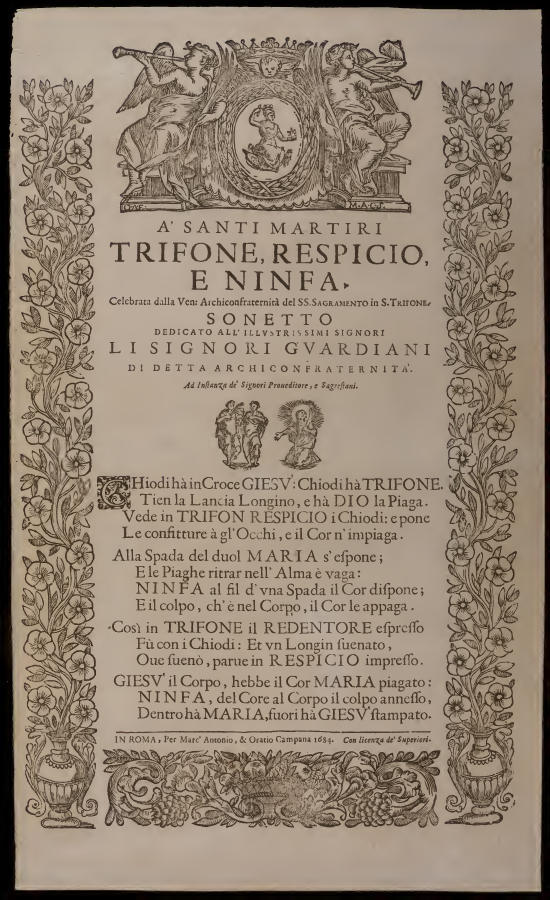 M.A.G.F.
A' SANTI MARTIRI
TRIFONE, RESPICIO,
E NINFA.
Celebrata dalla Ven: Archiconfraternità del SS. SAGRAMENTO in S. TRIFONE.
SONETTO
DEDICATO ALL' ILLVSTRISSIMI SIGNORI
LI SIGNORI GVARDIANI
DI DETTA ARCHICONFRATERNITA'.
Ad Instanza de' Signori Proueditore, e Sagrestani.
CHiodi hà in Croce GIESV': Chiodi hà TRIFONE.
Tien la Lancia Longino, e hà DIO la Piaga.
Vede in TRIFON RESPICIO i Chiodi: e pone
Le confitture à gl'Occhi, e il Cor n'impiaga.
Alla Spada del duol MARIA s'espone;
E le Piaghe ritrar nell'Alma è vaga:
NINFA al fil d'vna Spada il Cor dispone;
E il colpo, ch'è nel Corpo, il Cor le appaga.
Così in TRIFONE il REDENTORE espresso
Fù con i Chiodi: Et vn Longin suenato,
Oue suenò, parue in RESPICIO impresso.
GIESV' il Corpo, hebbe il Cor MARIA piagato:
NINFA, del Core al Corpo il colpo annesso,
Dentro hà MARIA, fuori hà GIESV stampato.
IN ROMA, Per Marc' Antonio, & Oratio Campana 1684. Con licenza de' Superiori.